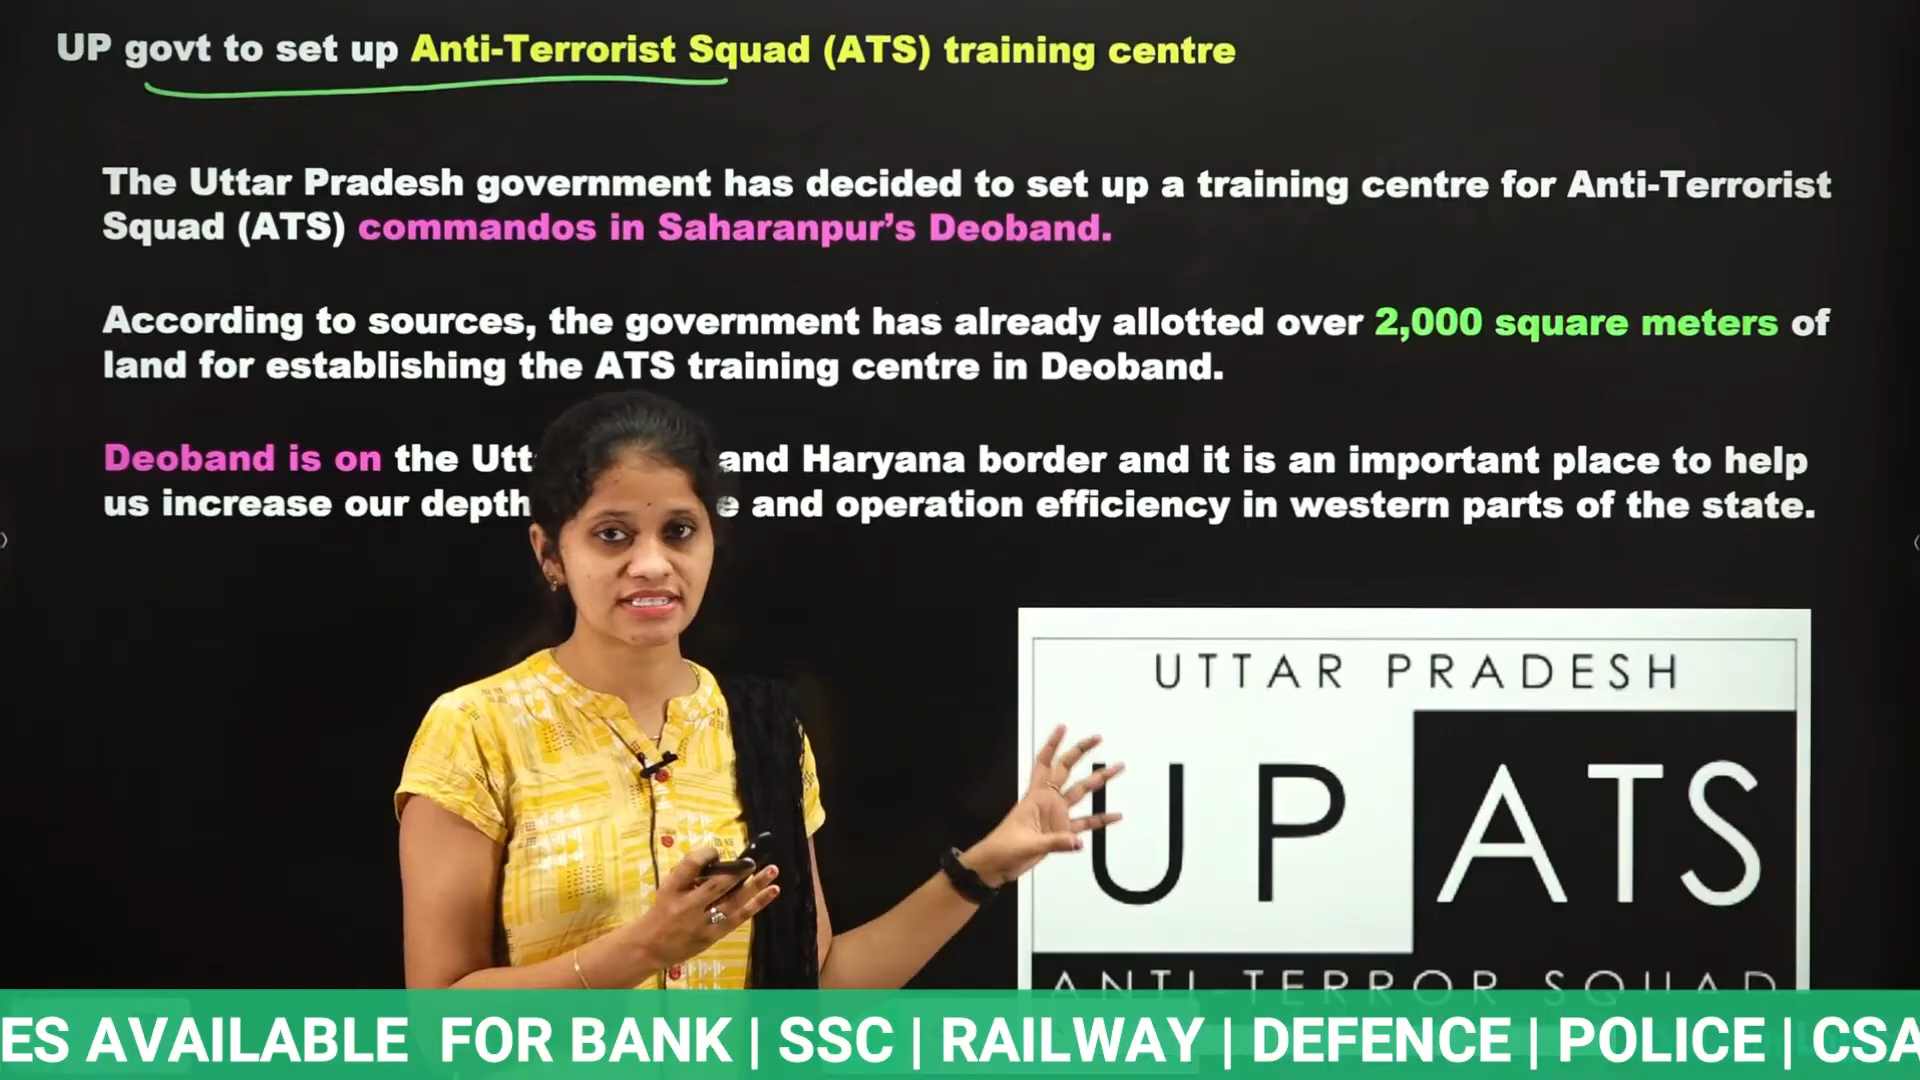 UP govt to set up Anti-Terrorist Squad (ATS) training centre
The Uttar Pradesh government has decided to set up a training centre for Anti-Terrorist
Squad (ATS) commandos in Saharanpur’s Deoband.
According to sources, the government has already allotted over 2,000 square meters of
land for establishing the ATS training centre in Deoband.
Deoband is on the and Haryana border and it is an important place to help
us increase our depth and operation efficiency in western parts of the state.
UTTAR PRADESH
UP ATS
ANTI-TERROR SQUAD
ES AVAILABLE FOR BANK | SSC | RAILWAY | DEFENCE | POLICE | CSA